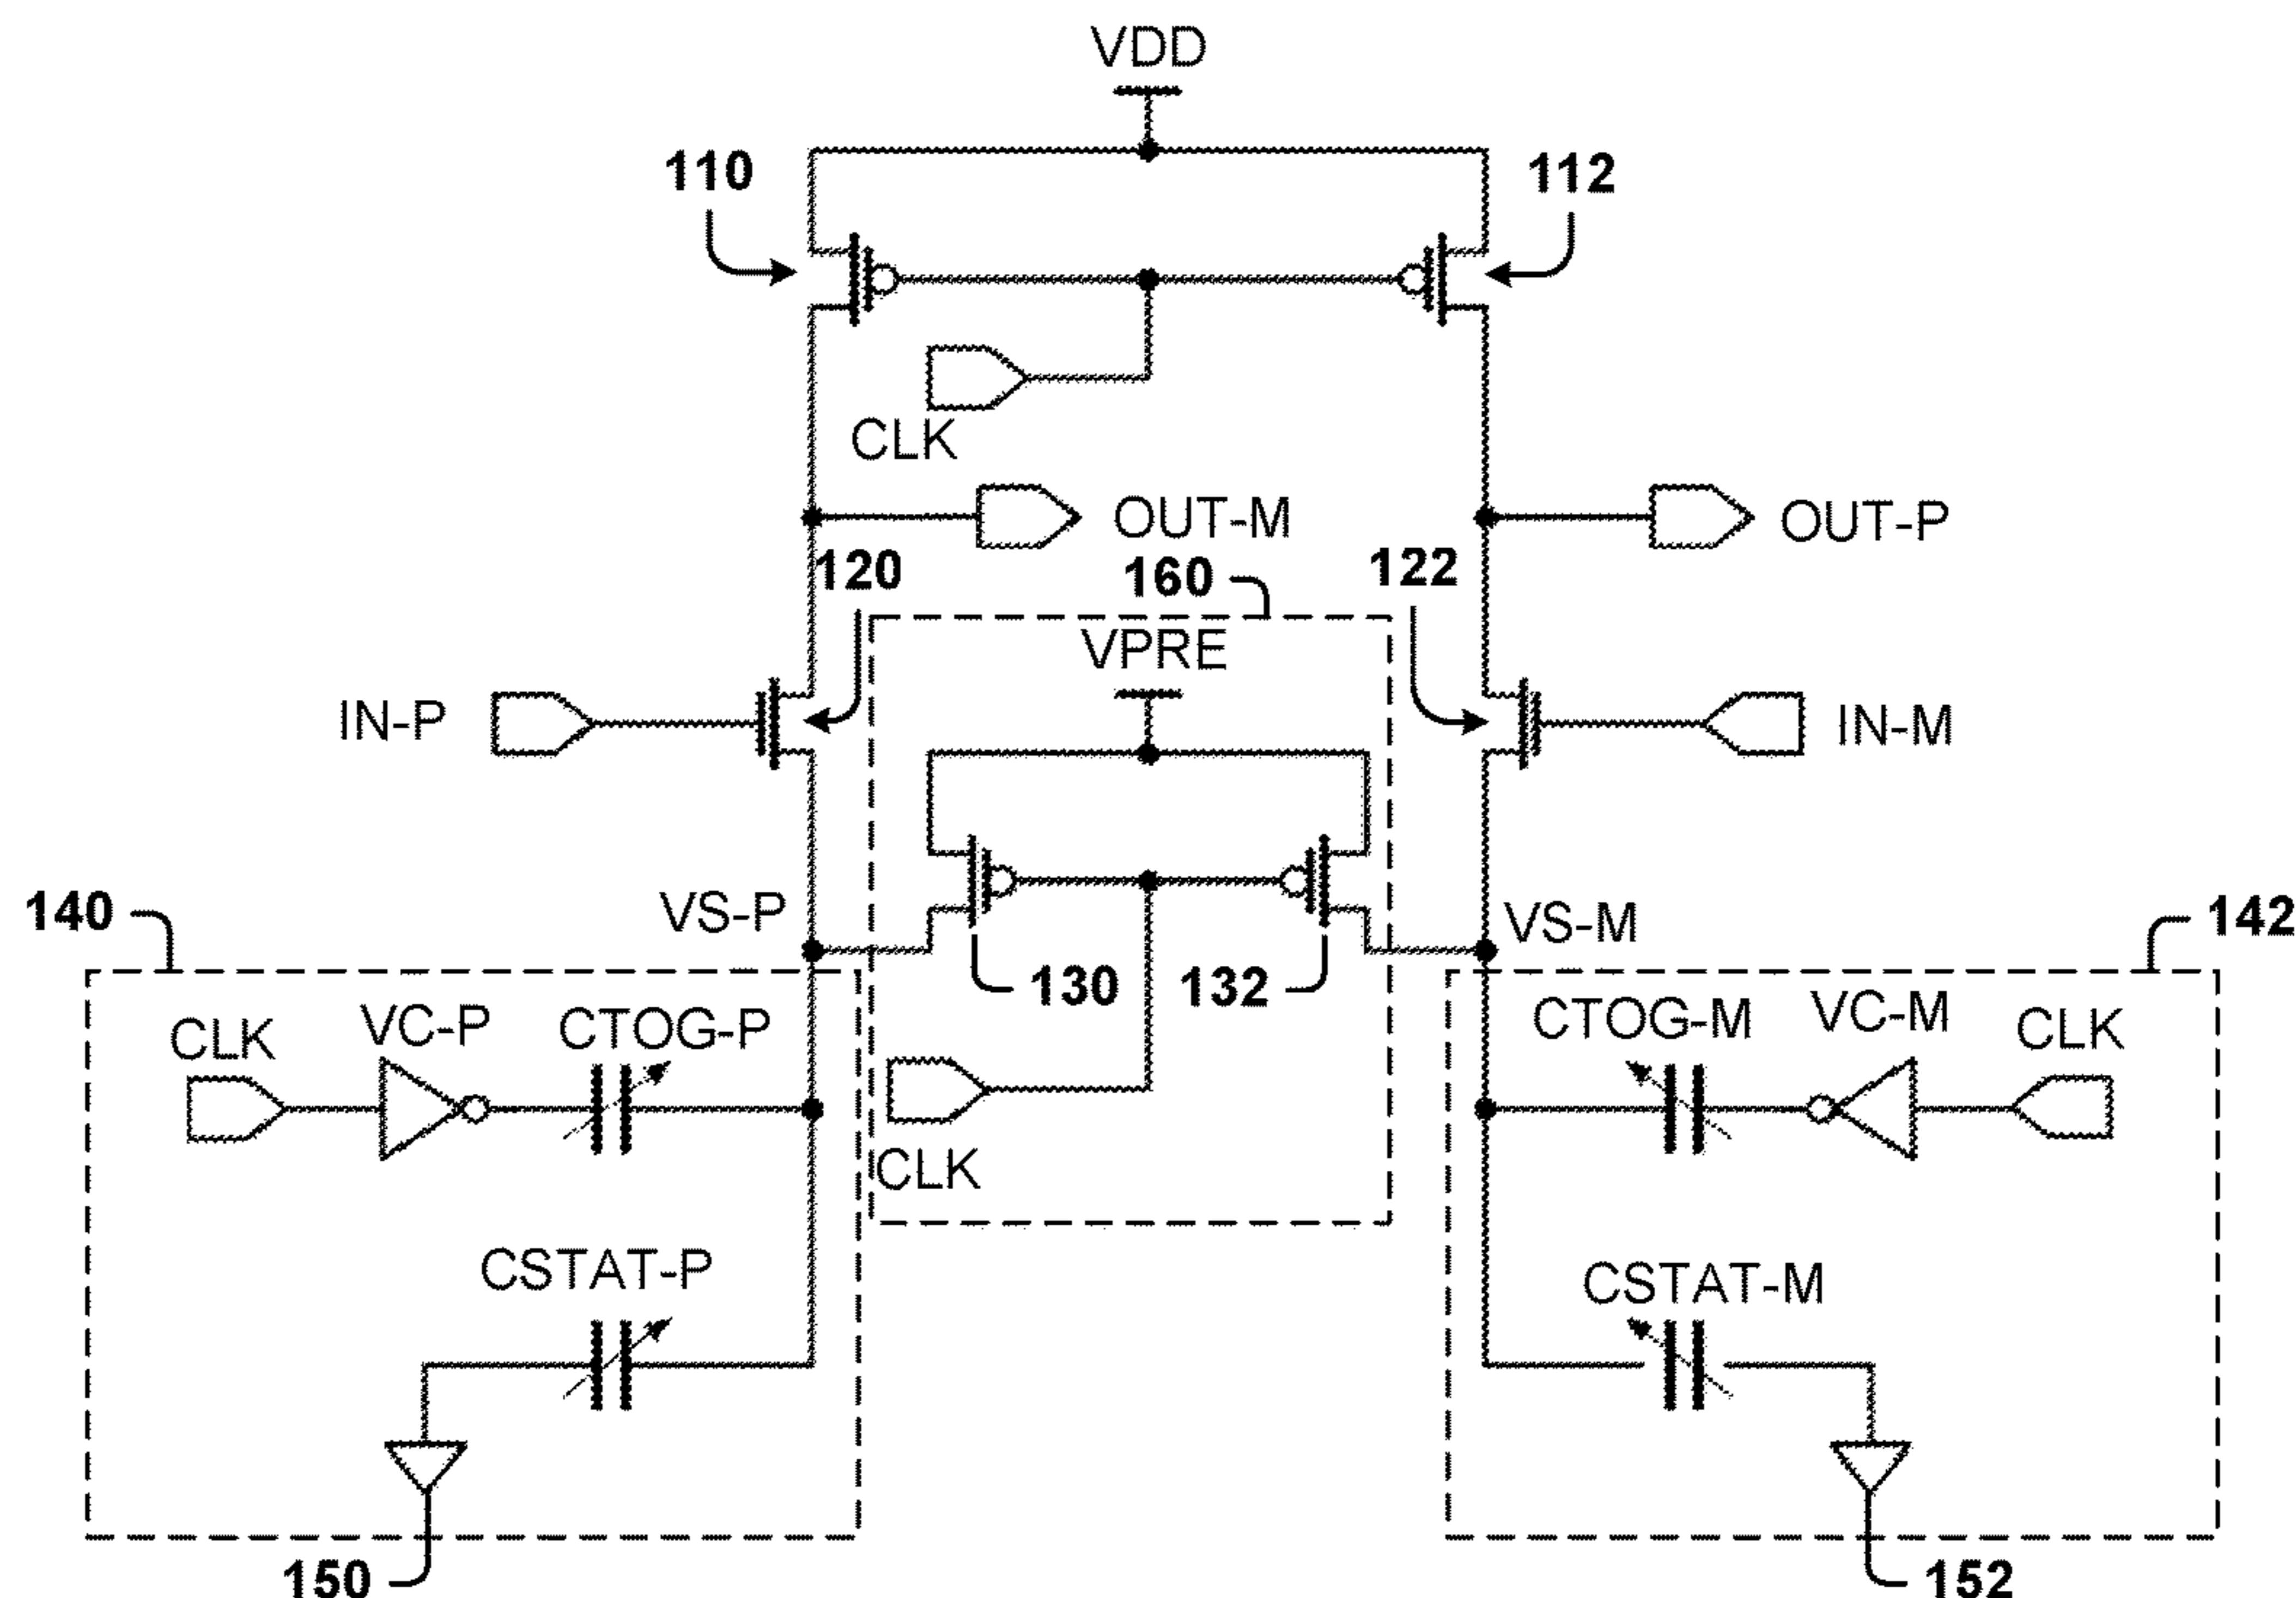 VDD
110
112
CLK
OUT-M
OUT-P
120
160
122
VPRE
IN-P
IN-M
VS-P
VS-M
140
142
130
132
CLK
VC-P
CTOG-P
CTOG-M
VC-M
CLK
CLK
CSTAT-P
CSTAT-M
150
152